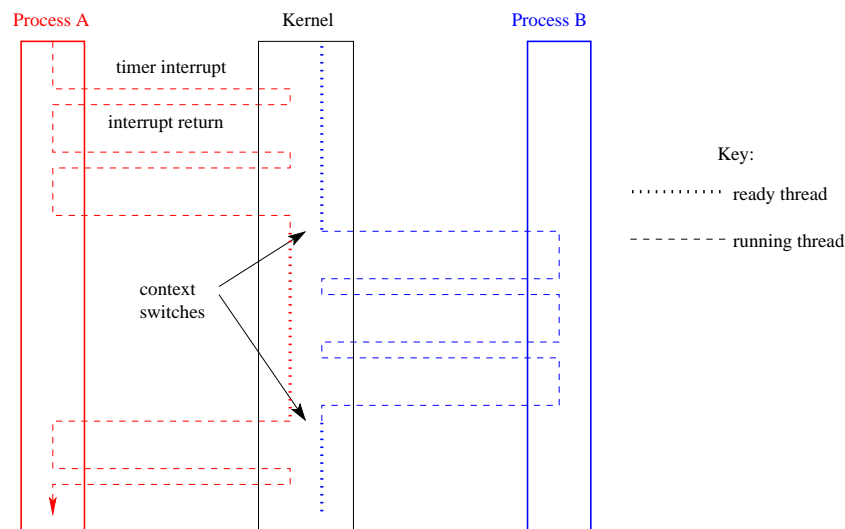 Process A
Kernel
Process B
timer interrupt
interrupt return
Key:
ready thread
running thread
context
switches